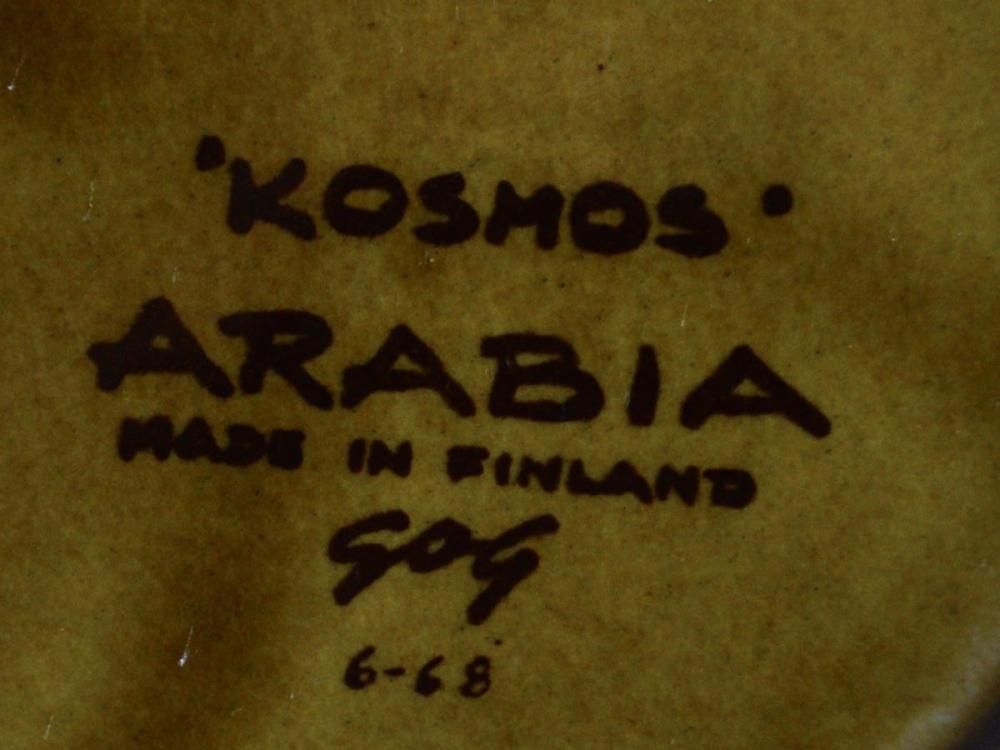 'KOSMOS'
ARABIA
MADE IN FINLAND
GOG
6-68